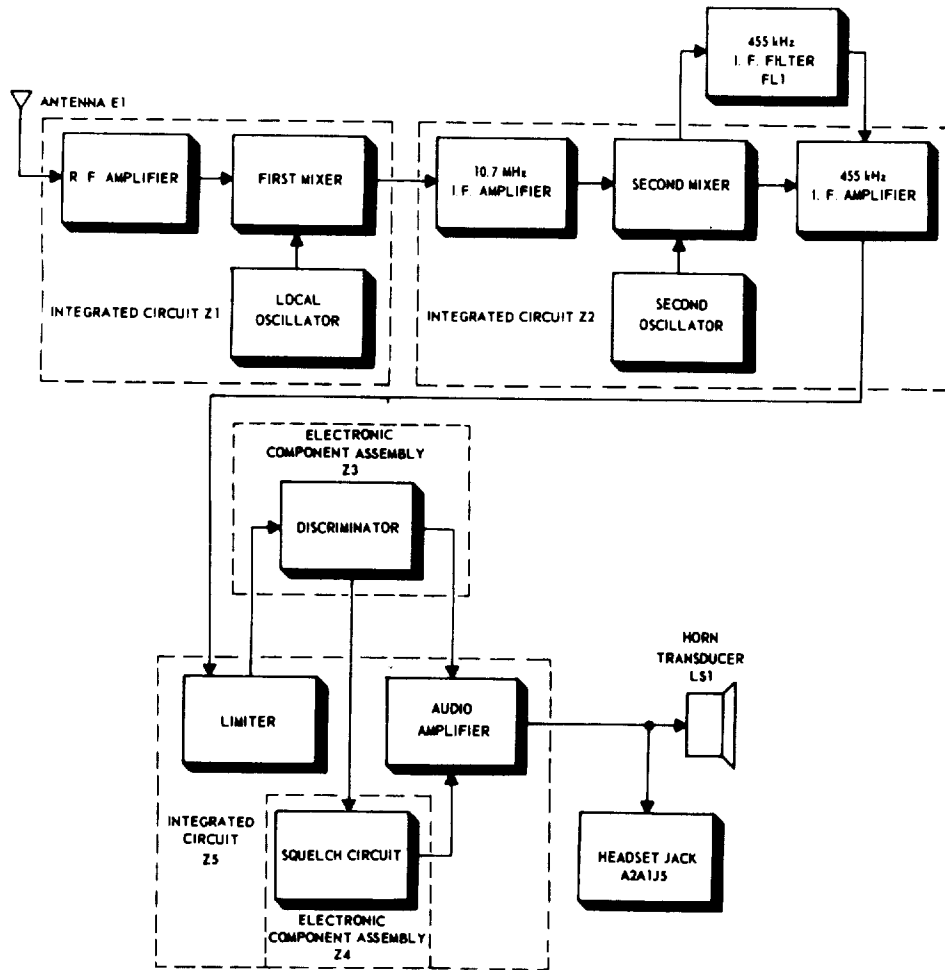 455 kHz
I. F. FILTER
FL1
ANTENNA E1
R. F. AMPLIFIER
FIRST MIXER
10.7 MHz
I. F. AMPLIFIER
SECOND MIXER
455 kHz
I. F. AMPLIFIER
LOCAL
OSCILLATOR
INTEGRATED CIRCUIT Z1
SECOND
OSCILLATOR
INTEGRATED CIRCUIT Z2
ELECTRONIC
COMPONENT ASSEMBLY
Z3
DISCRIMINATOR
HORN
TRANSDUCER
LS1
LIMITER
AUDIO
AMPLIFIER
INTEGRATED
CIRCUIT
Z5
SQUELCH CIRCUIT
HEADSET JACK
A2A1J5
ELECTRONIC
COMPONENT ASSEMBLY
Z4